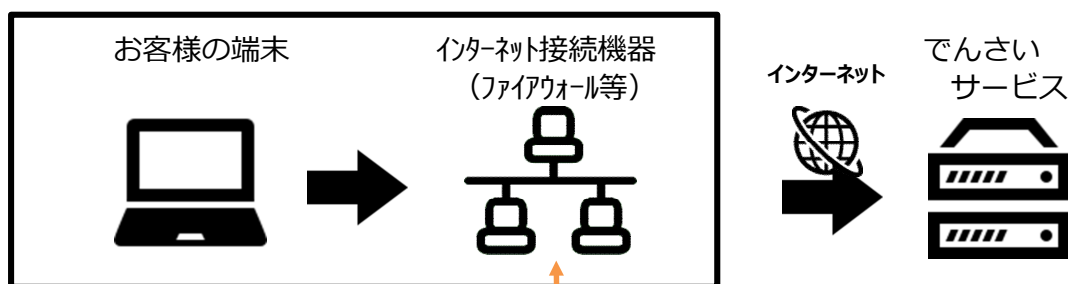 お客様の端末
インターネット接続機器
（ファイアウォール等）
インターネット
でんさい
サービス